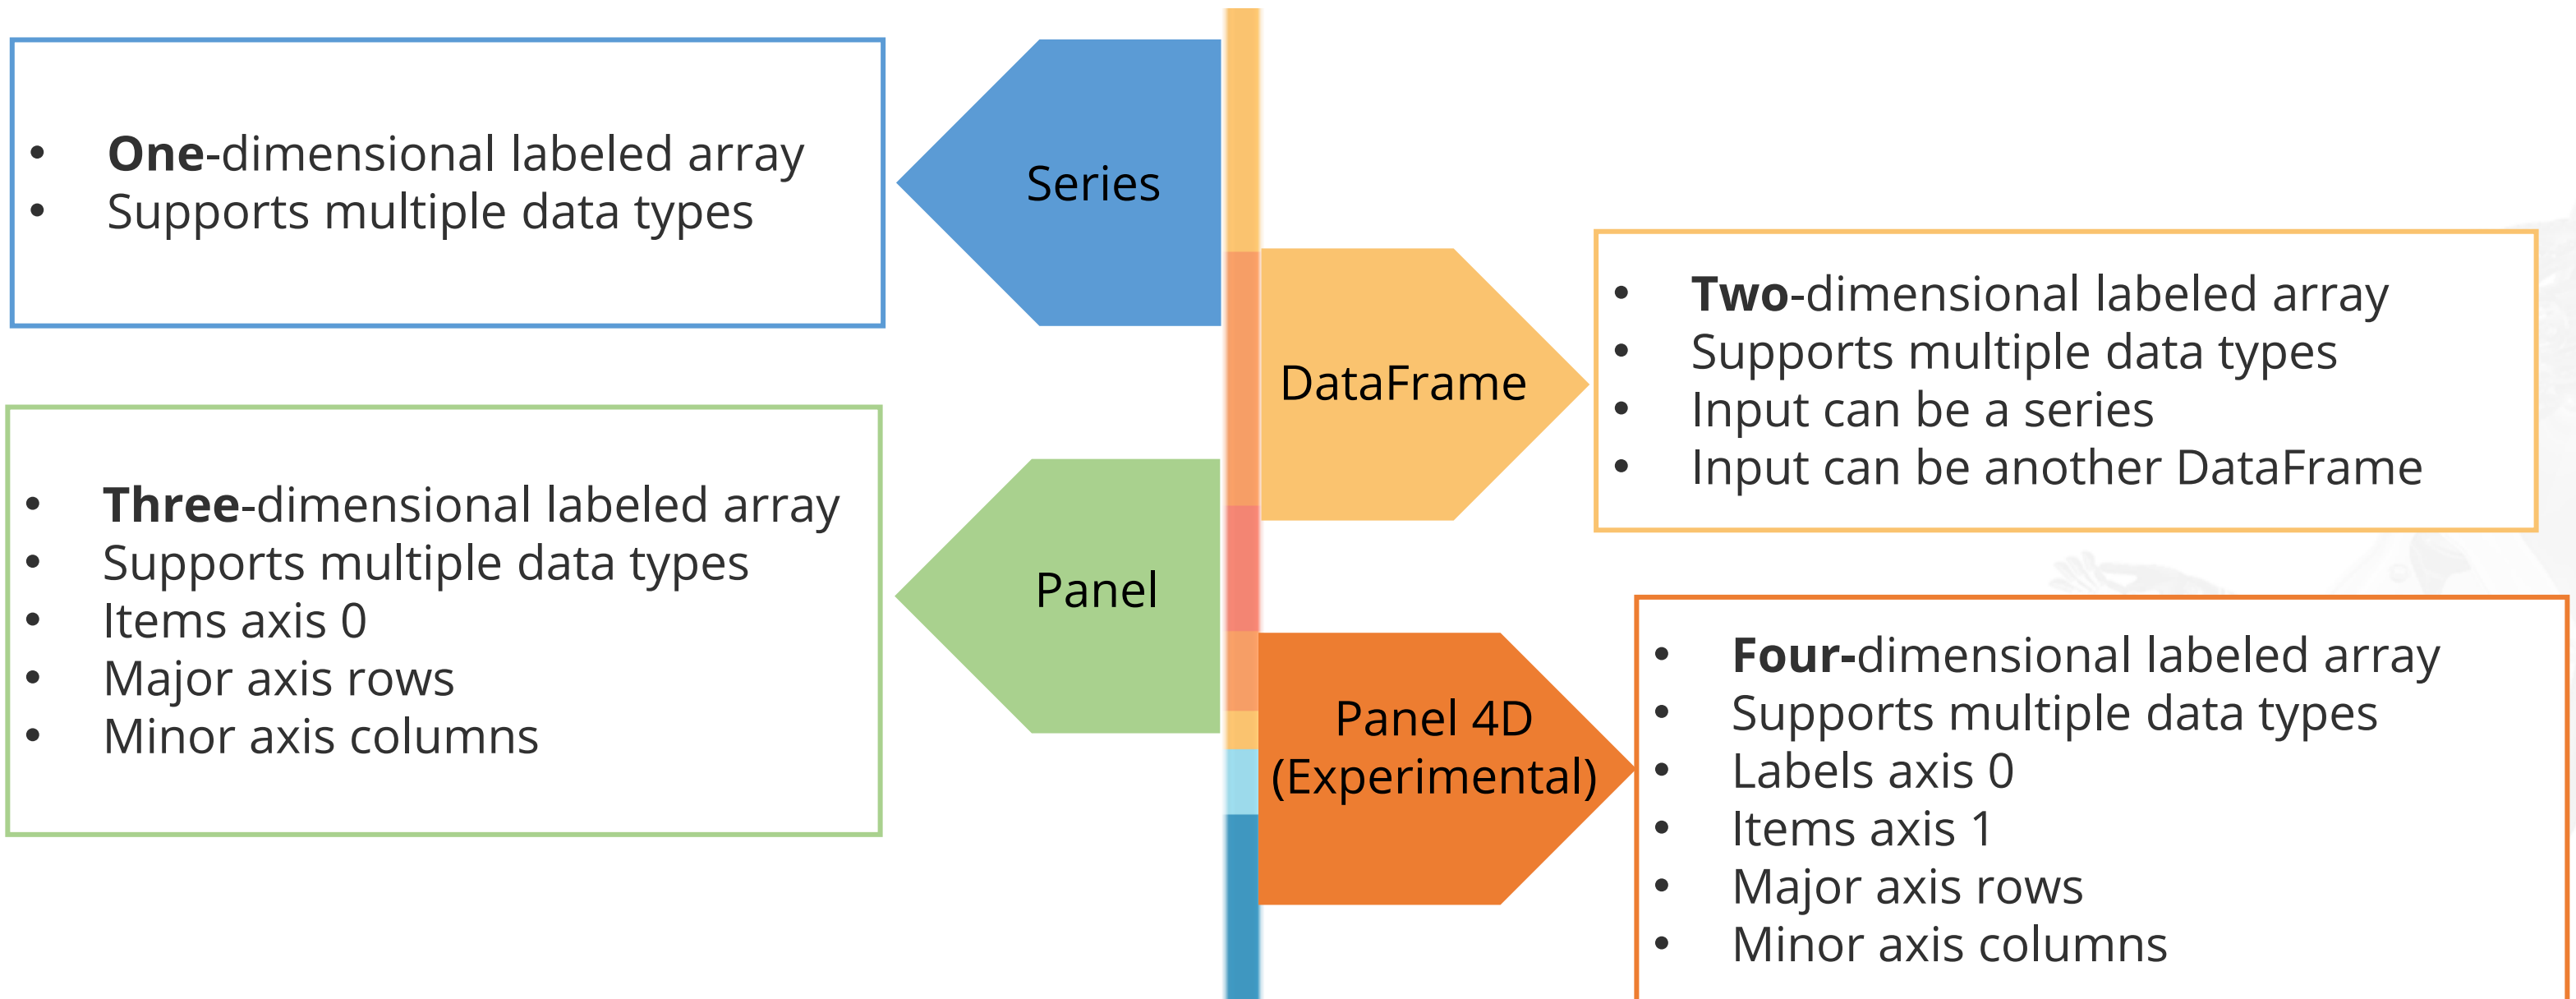 • One-dimensional labeled array
• Supports multiple data types
Series
DataFrame
• Two-dimensional labeled array
• Supports multiple data types
• Input can be a series
• Input can be another DataFrame
• Three-dimensional labeled array
• Supports multiple data types
• Items axis 0
• Major axis rows
• Minor axis columns
Panel
Panel 4D
(Experimental)
• Four-dimensional labeled array
• Supports multiple data types
• Labels axis 0
• Items axis 1
• Major axis rows
• Minor axis columns